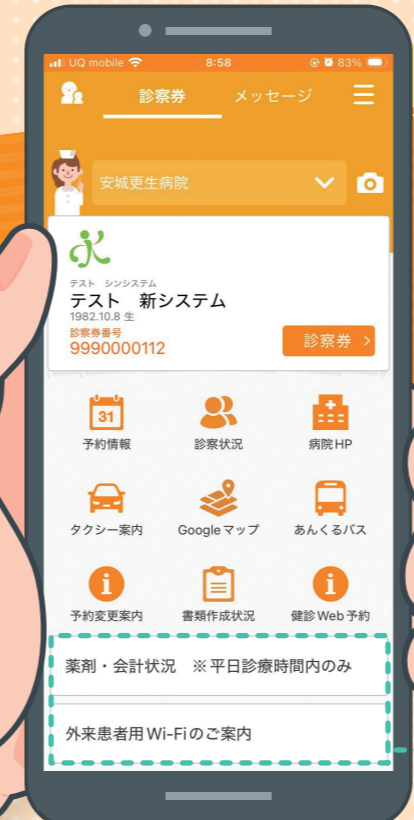 UQ mobile 8:58 83%
診察券 メッセージ
安城更生病院
テスト シンシステム
テスト 新システム
1982.10.8 生
診察券番号
9990000112
診察券
31
予約情報 診察状況 病院HP
タクシー案内 Googleマップ あんくるバス
予約変更案内 書類作成状況 健診Web予約
薬剤・会計状況 ※平日診療時間内のみ
外来患者用Wi-Fiのご案内